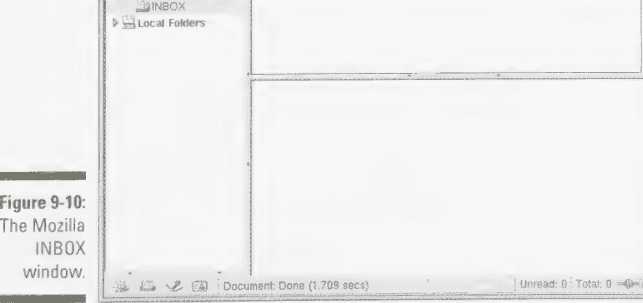 INBOX
Local Folders
Figure 9-10:
The Mozilla
INBOX
window.
Document: Done (1.709 secs)
Unread: 0
Total: 0